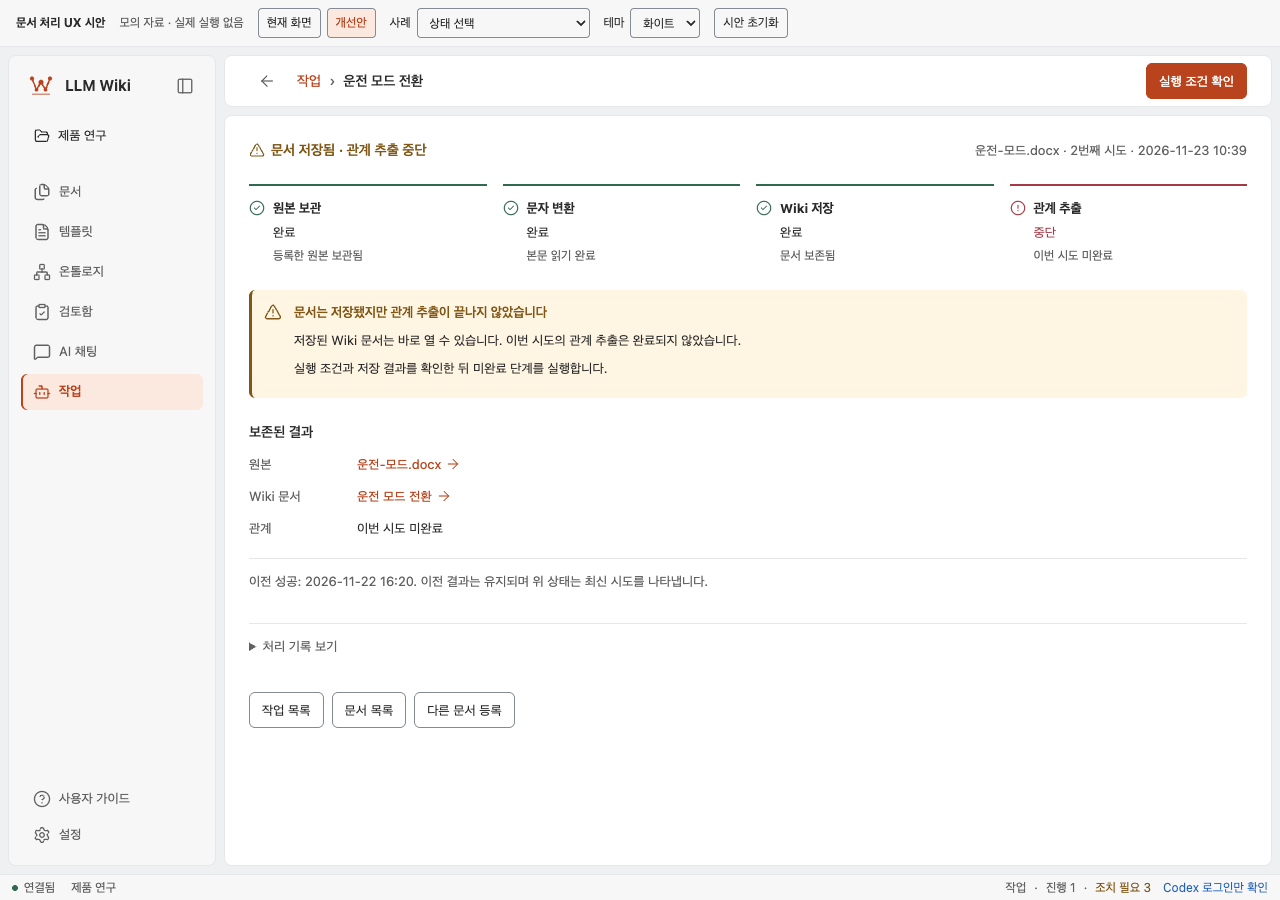 문서 처리 UX 시안 모의 자료 · 실제 실행 없음 현재 화면 개선안 사례 상태 선택 테마 화이트 시안 초기화
LLM Wiki
제품 연구
문서
템플릿
온톨로지
검토함
AI 채팅
작업
사용자 가이드
설정
작업 › 운전 모드 전환
실행 조건 확인
문서 저장됨 · 관계 추출 중단
운전-모드.docx · 2번째 시도 · 2026-11-23 10:39
원본 보관
완료
등록한 원본 보관됨
문자 변환
완료
본문 읽기 완료
Wiki 저장
완료
문서 보존됨
관계 추출
중단
이번 시도 미완료
문서는 저장됐지만 관계 추출이 끝나지 않았습니다
저장된 Wiki 문서는 바로 열 수 있습니다. 이번 시도의 관계 추출은 완료되지 않았습니다.
실행 조건과 저장 결과를 확인한 뒤 미완료 단계를 실행합니다.
보존된 결과
원본 운전-모드.docx →
Wiki 문서 운전 모드 전환 →
관계 이번 시도 미완료
이전 성공: 2026-11-22 16:20. 이전 결과는 유지되며 위 상태는 최신 시도를 나타냅니다.
▶ 처리 기록 보기
작업 목록 문서 목록 다른 문서 등록
연결됨 제품 연구
작업 · 진행 1 · 조치 필요 3 Codex 로그인만 확인